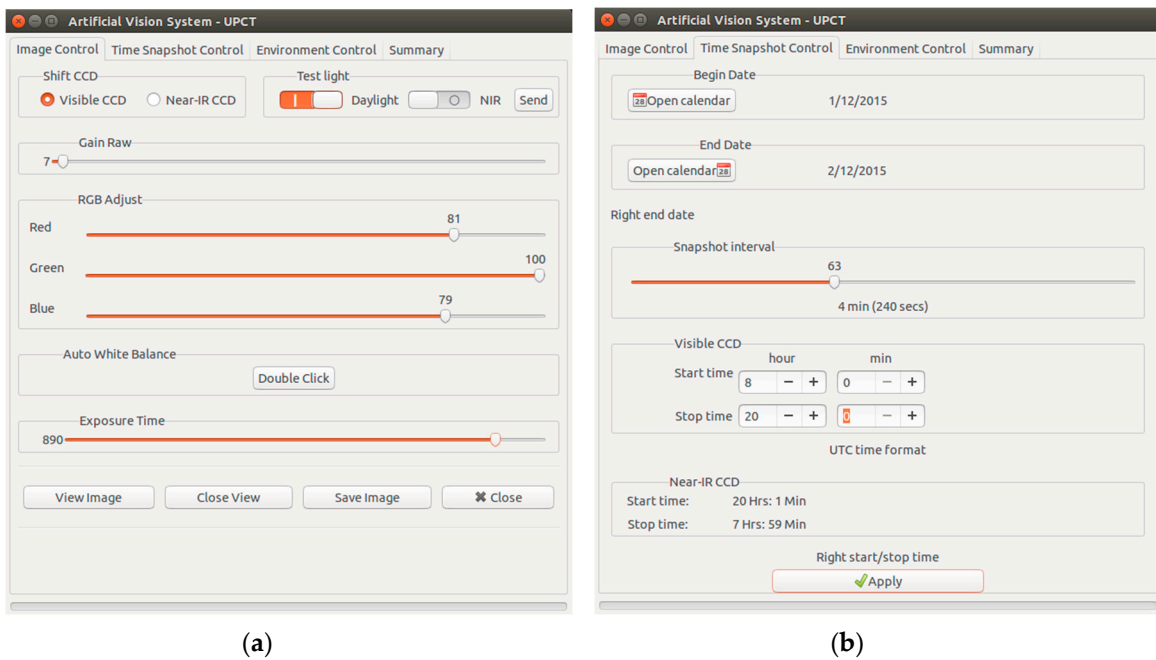 Artificial Vision System - UPCT
Image Control Time Snapshot Control Environment Control Summary
Shift CCD
Visible CCD Near-IR CCD
Test light
Daylight NIR Send
Gain Raw
7
RGB Adjust
Red 81
Green 100
Blue 79
Auto White Balance
Double Click
Exposure Time
890
View Image Close View Save Image Close
(a)
Artificial Vision System - UPCT
Image Control Time Snapshot Control Environment Control Summary
Begin Date
28 Open calendar 1/12/2015
End Date
Open calendar 28 2/12/2015
Right end date
Snapshot interval
63
4 min (240 secs)
Visible CCD
hour min
Start time 8 − + 0 − +
Stop time 20 − + 0 − +
UTC time format
Near-IR CCD
Start time: 20 Hrs: 1 Min
Stop time: 7 Hrs: 59 Min
Right start/stop time
Apply
(b)